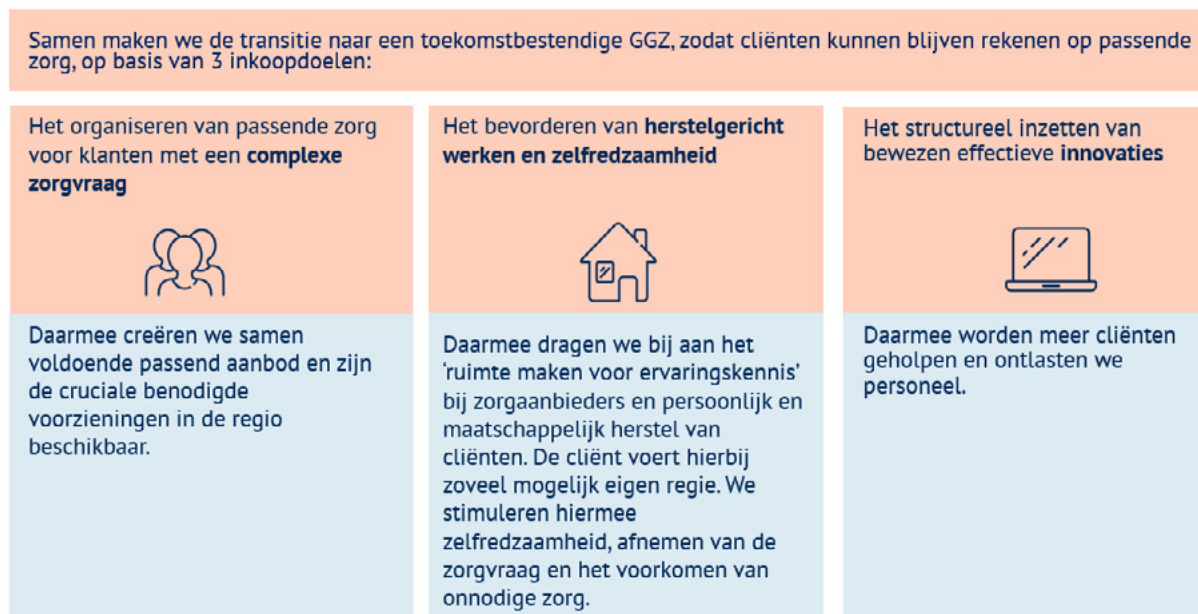 Samen maken we de transitie naar een toekomstbestendige GGZ, zodat cliënten kunnen blijven rekenen op passende
zorg, op basis van 3 inkoopdoelen:
Het organiseren van passende zorg
voor klanten met een complexe
zorgvraag
Daarmee creëren we samen
voldoende passend aanbod en zijn
de cruciale benodigde
voorzieningen in de regio
beschikbaar.
Het bevorderen van herstelgericht
werken en zelfredzaamheid
Daarmee dragen we bij aan het
‘ruimte maken voor ervaringskennis’
bij zorgaanbieders en persoonlijk en
maatschappelijk herstel van
cliënten. De cliënt voert hierbij
zoveel mogelijk eigen regie. We
stimuleren hiermee
zelfredzaamheid, afnemen van de
zorgvraag en het voorkomen van
onnodige zorg.
Het structureel inzetten van
bewezen effectieve innovaties
Daarmee worden meer cliënten
geholpen en ontlasten we
personeel.